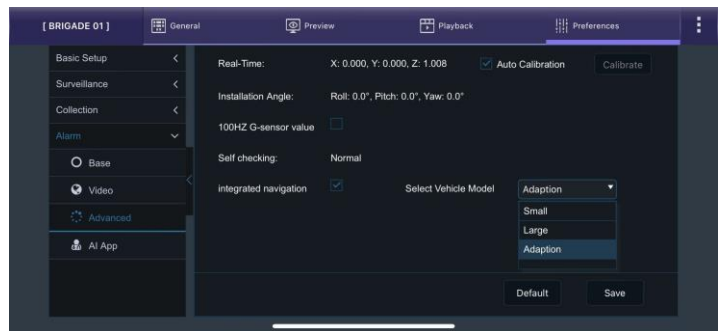 [ BRIGADE 01 ] General Preview Playback Preferences
Basic Setup
Surveillance
Collection
Alarm
Base
Video
Advanced
AI App
Real-Time: X: 0.000, Y: 0.000, Z: 1.008 Auto Calibration Calibrate
Installation Angle: Roll: 0.0°, Pitch: 0.0°, Yaw: 0.0°
100HZ G-sensor value
Self checking: Normal
integrated navigation Select Vehicle Model Adaption
Small
Large
Adaption
Default Save